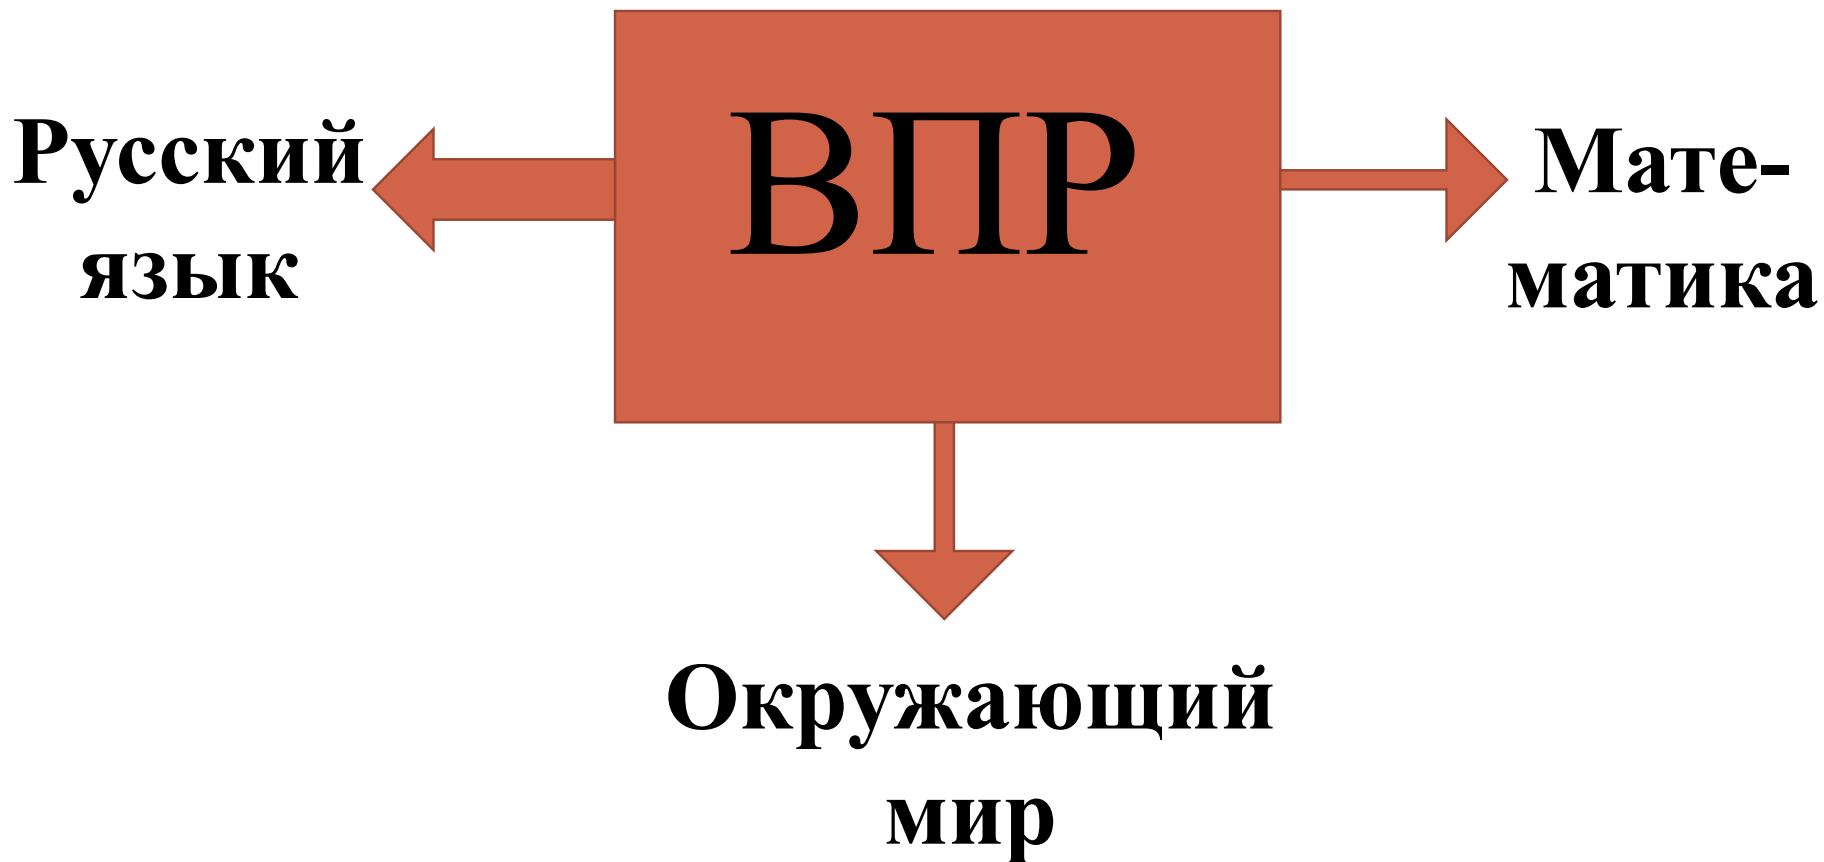 ВПР
Русский
язык
Мате-
матика
Окружающий
мир